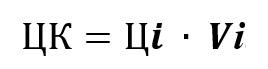 ЦК = Цi · Vi